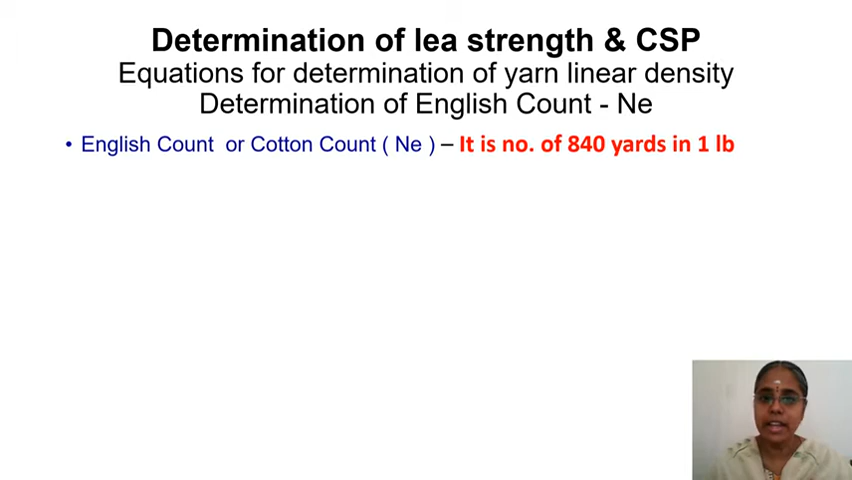 Determination of lea strength & CSP
Equations for determination of yarn linear density
Determination of English Count - Ne
• English Count or Cotton Count ( Ne ) – It is no. of 840 yards in 1 lb